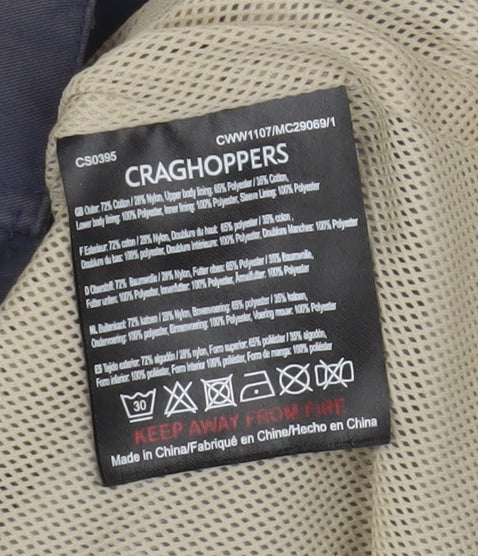 CS0395
CWW1107/MC29069/1
CRAGHOPPERS
GB Outer: 72% Cotton / 28% Nylon, Upper body lining: 65% Polyester / 35% Cotton,
Lower body lining: 100% Polyester, Inner lining: 100% Polyester, Sleeve Lining: 100% Polyester
F Exterieur: 72% coton / 28% Nylon, Doublure du haut 65% polyester / 35% coton ,
Doublure du bas: 100% Polyester, Doublure Intérieure: 100% Polyester, Doublure Manches: 100% Polyester
D Oberstoff: 72% Baumwolle / 28% Nylon, Futter oben: 65% Polyester / 35% Baumwolle,
Futter unten: 100% Polyester, Innenfutter: 100% Polyester, Ärmelfutter: 100% Polyester
NL Buitenkant: 72% katoen / 28% Nylon, Bovenvoering: 65% polyester / 35% katoen,
Ondervoering: 100% Polyester, Binnenvoering: 100% Polyester, Voering mouw: 100% Polyester
ES Tejido exterior: 72% algodón / 28% nylon, Forro superior: 65% poliéster / 35% algodón,
Forro inferior: 100% poliéster, Forro interior 100% poliéster, Forro de manga: 100% poliéster
30
KEEP AWAY FROM FIRE
Made in China/Fabriqué en Chine/Hecho en China